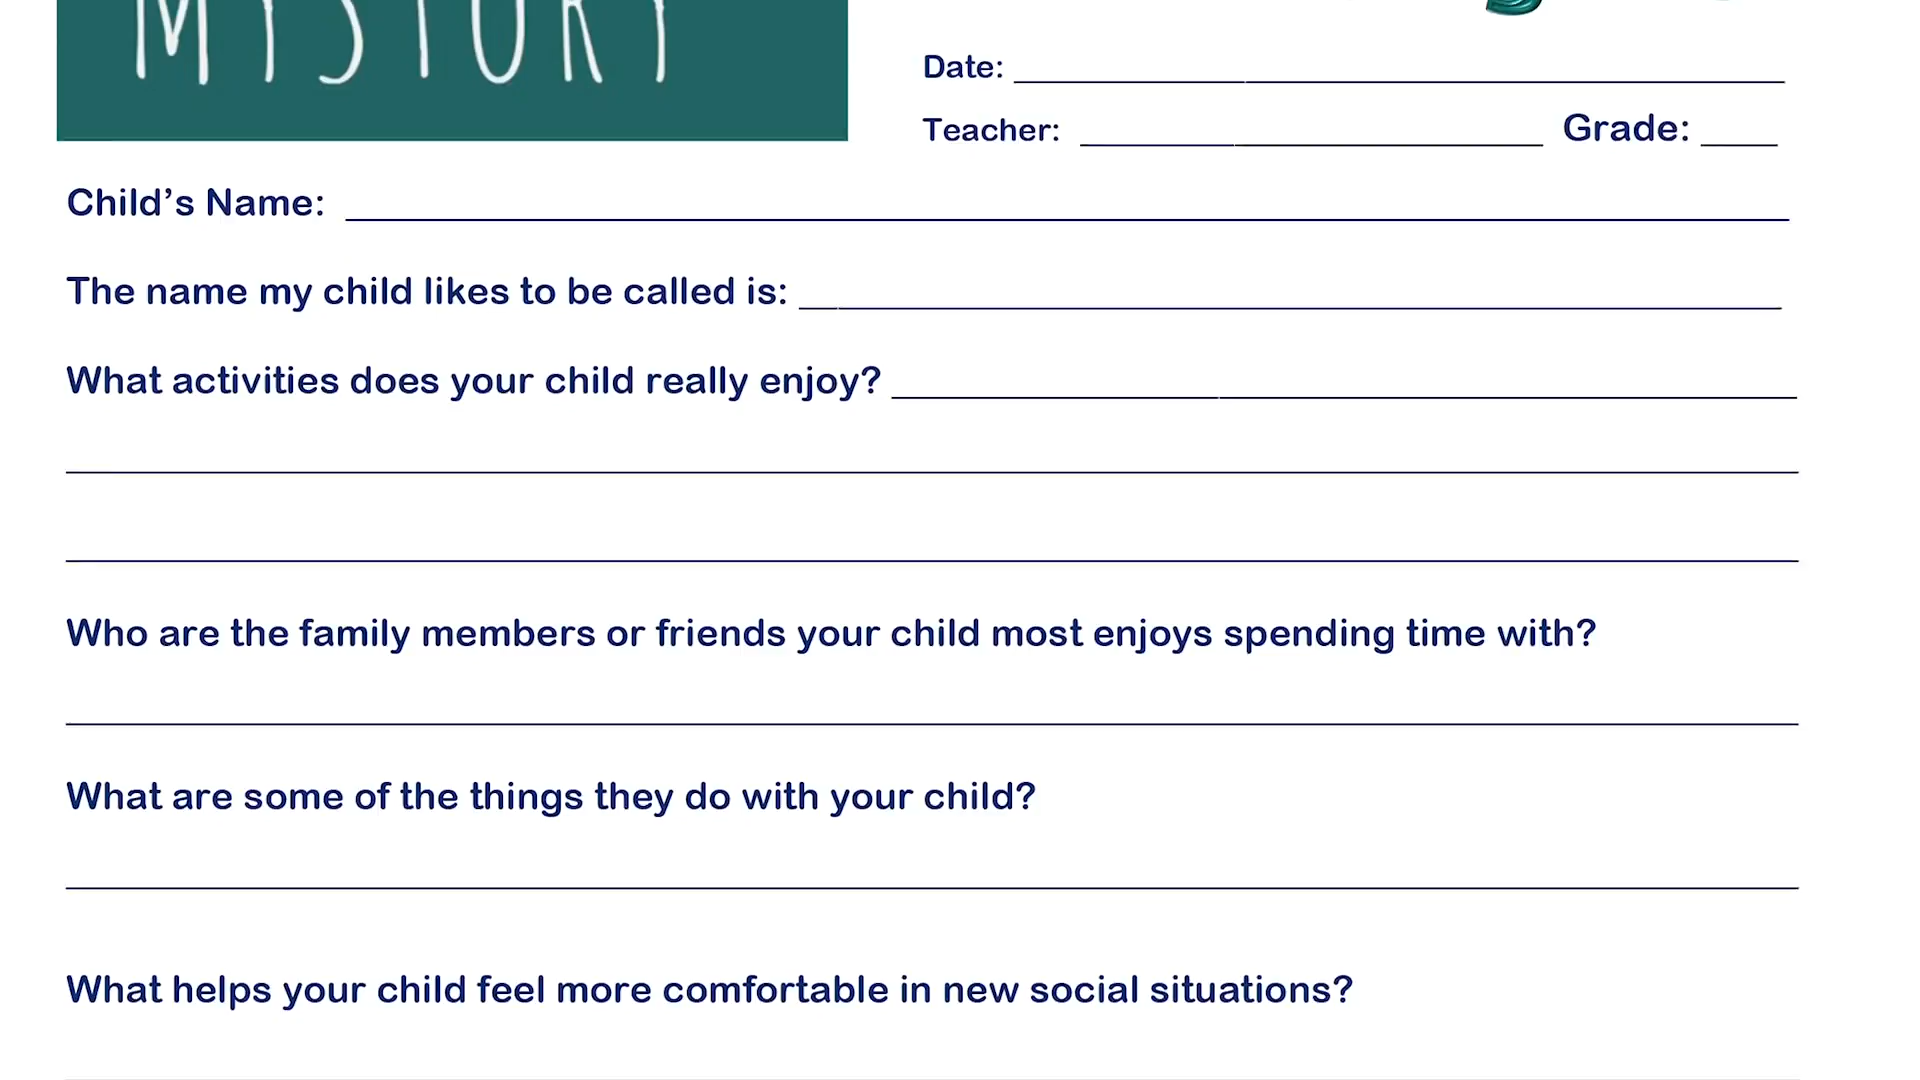 MY STORY
Date:
Teacher: Grade:
Child’s Name:
The name my child likes to be called is:
What activities does your child really enjoy?
Who are the family members or friends your child most enjoys spending time with?
What are some of the things they do with your child?
What helps your child feel more comfortable in new social situations?